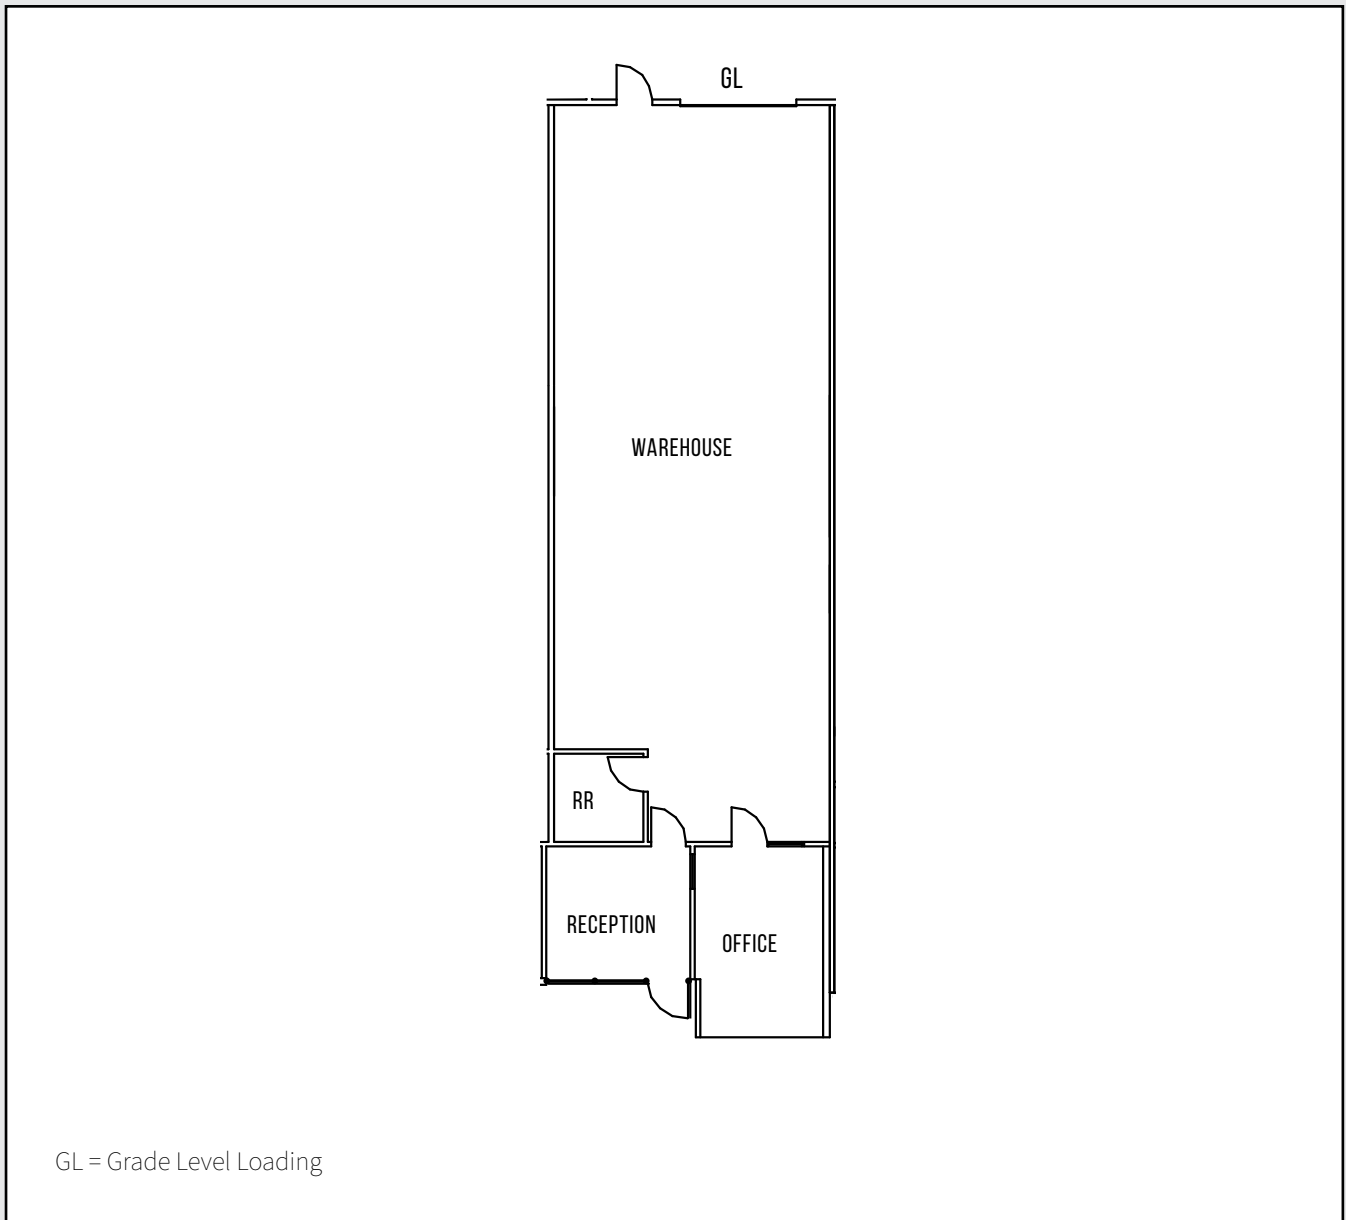 GL
WAREHOUSE
RR
RECEPTION
OFFICE
GL = Grade Level Loading